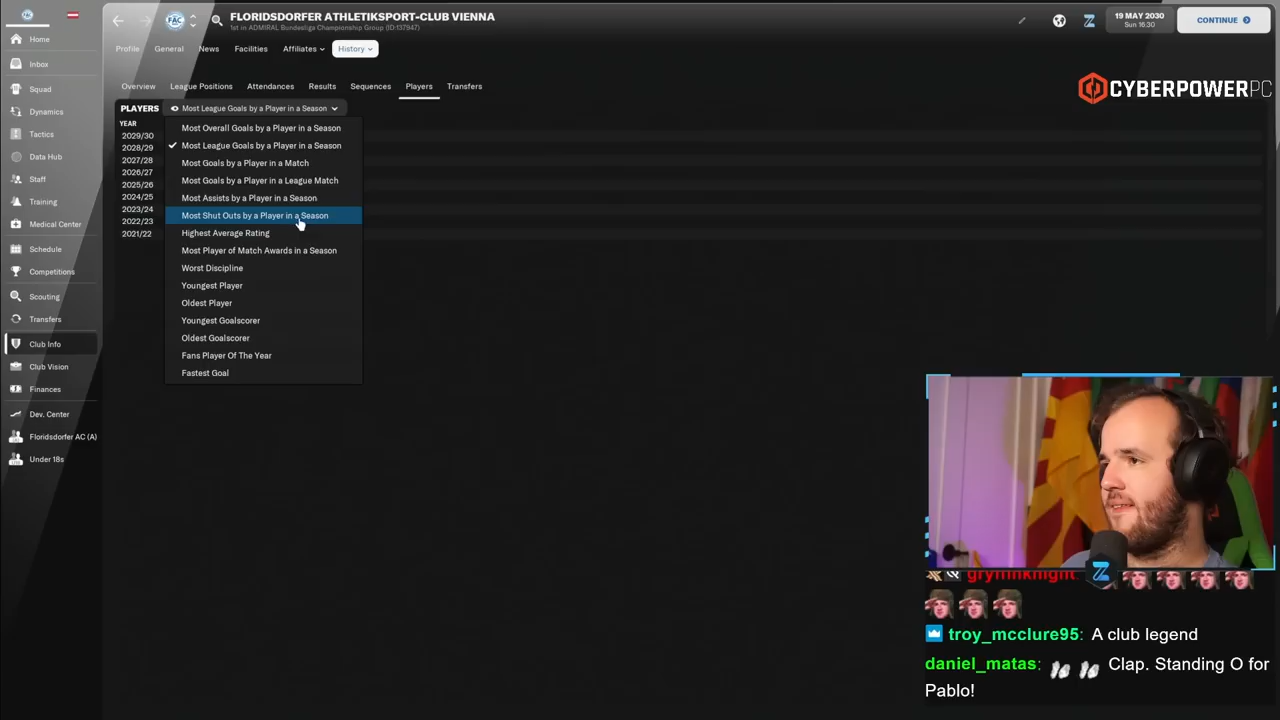 FLORIDSDORFER ATHLETIKSPORT-CLUB VIENNA
1st in ADMIRAL Bundesliga Championship Group (ID:137947)
19 MAY 2030
Sun 16:30
CONTINUE
Profile
General
News
Facilities
Affiliates
History
Overview
League Positions
Attendances
Results
Sequences
Players
Transfers
CYBERPOWERPC
Home
Inbox
Squad
Dynamics
Tactics
Data Hub
Staff
Training
Medical Center
Schedule
Competitions
Scouting
Transfers
Club Info
Club Vision
Finances
Dev. Center
Floridsdorfer AC (A)
Under 18s
PLAYERS
Most League Goals by a Player in a Season
YEAR
2029/30
2028/29
2027/28
2026/27
2025/26
2024/25
2023/24
2022/23
2021/22
Most Overall Goals by a Player in a Season
Most League Goals by a Player in a Season
Most Goals by a Player in a Match
Most Goals by a Player in a League Match
Most Assists by a Player in a Season
Most Shut Outs by a Player in a Season
Highest Average Rating
Most Player of Match Awards in a Season
Worst Discipline
Youngest Player
Oldest Player
Youngest Goalscorer
Oldest Goalscorer
Fans Player Of The Year
Fastest Goal
troy_mcclure95: A club legend
daniel_matas: Clap. Standing O for
Pablo!